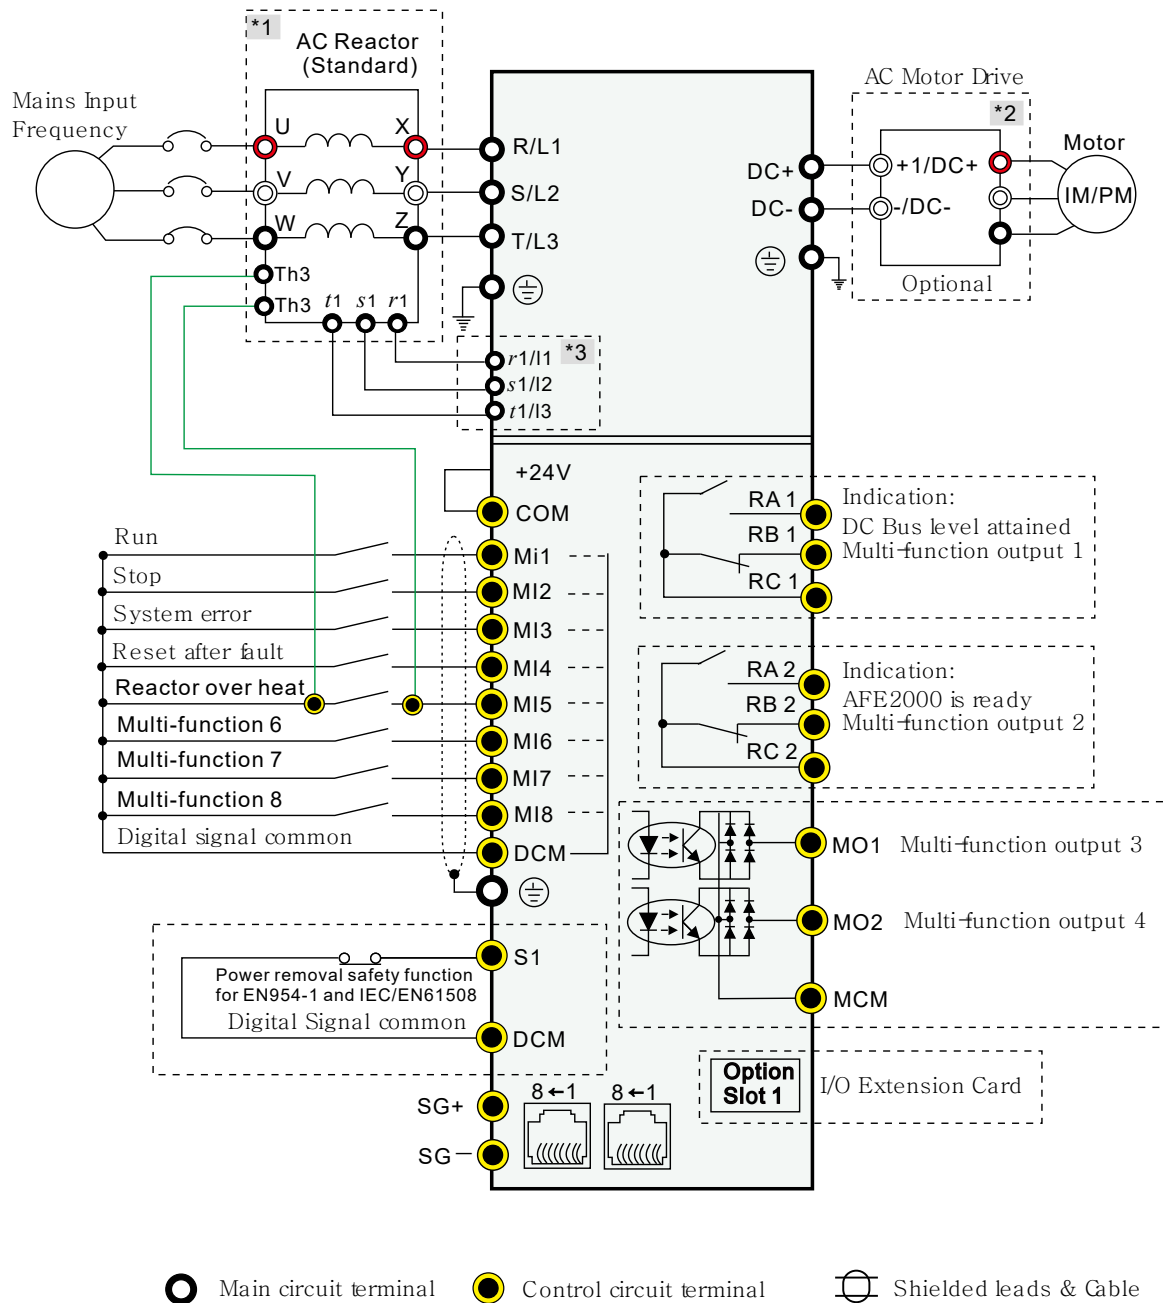 *1
AC Reactor
(Standard)
Mains Input
Frequency
U
X
V
Y
W
Z
Th3
Th3
t1 s1 r1
R/L1
S/L2
T/L3
*3
r1/l1
s1/l2
t1/l3
AC Motor Drive
*2
DC+
DC-
+1/DC+
-/DC-
Optional
Motor
IM/PM
+24V
COM
Run
Mi1
Stop
MI2
System error
MI3
Reset after fault
MI4
Reactor over heat
MI5
Multi-function 6
MI6
Multi-function 7
MI7
Multi-function 8
MI8
Digital signal common
DCM
RA 1
RB 1
RC 1
Indication:
DC Bus level attained
Multi-function output 1
RA 2
RB 2
RC 2
Indication:
AFE2000 is ready
Multi-function output 2
MO1 Multi-function output 3
MO2 Multi-function output 4
MCM
S1
Power removal safety function
for EN954-1 and IEC/EN61508
Digital Signal common
DCM
Option
Slot 1
I/O Extension Card
SG+
SG-
8←1
8←1
Main circuit terminal
Control circuit terminal
Shielded leads & Cable